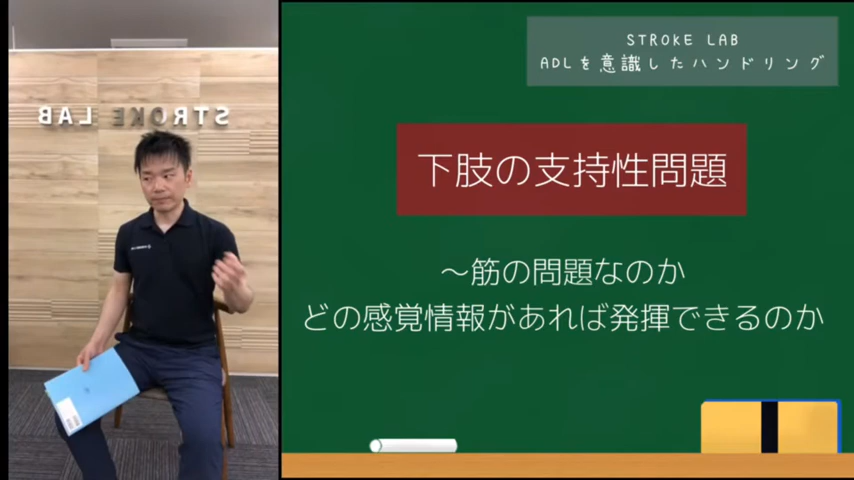 STROKE LAB
STROKE LAB
ADLを意識したハンドリング
下肢の支持性問題
～筋の問題なのか
どの感覚情報があれば発揮できるのか